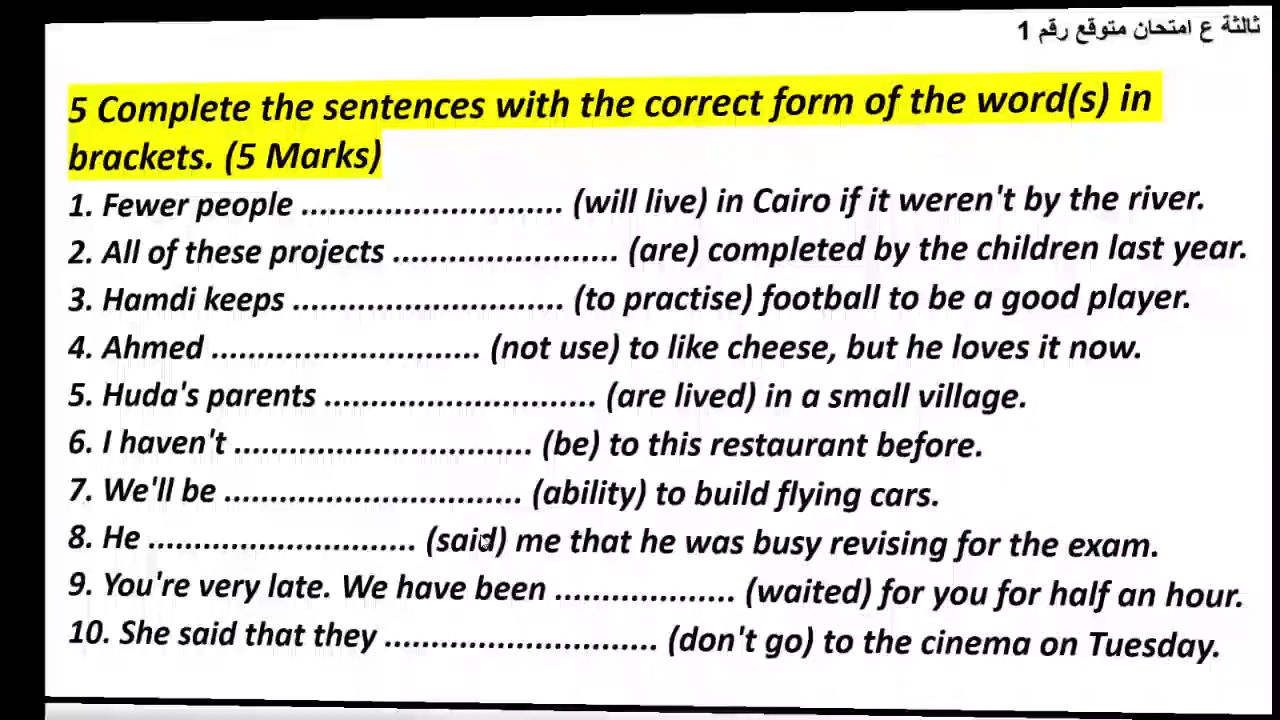 ثالثة ع امتحان متوقع رقم 1
5 Complete the sentences with the correct form of the word(s) in
brackets. (5 Marks)
1. Fewer people ............................ (will live) in Cairo if it weren't by the river.
2. All of these projects ........................ (are) completed by the children last year.
3. Hamdi keeps ............................. (to practise) football to be a good player.
4. Ahmed ............................. (not use) to like cheese, but he loves it now.
5. Huda's parents ............................. (are lived) in a small village.
6. I haven't ................................ (be) to this restaurant before.
7. We'll be ................................ (ability) to build flying cars.
8. He ............................. (said) me that he was busy revising for the exam.
9. You're very late. We have been .................... (waited) for you for half an hour.
10. She said that they ............................. (don't go) to the cinema on Tuesday.